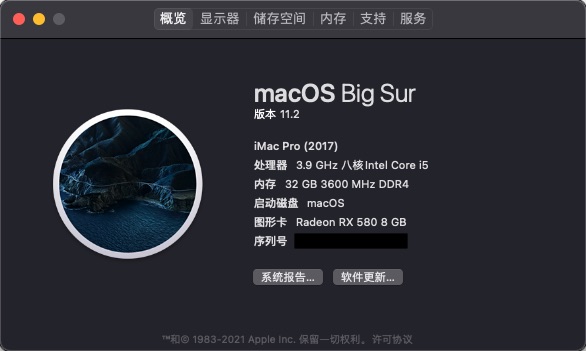 概览 显示器 储存空间 内存 支持 服务
macOS Big Sur
版本 11.2
iMac Pro (2017)
处理器 3.9 GHz 八核Intel Core i5
内存 32 GB 3600 MHz DDR4
启动磁盘 macOS
图形卡 Radeon RX 580 8 GB
序列号
系统报告... 软件更新...
™和© 1983-2021 Apple Inc. 保留一切权利。许可协议